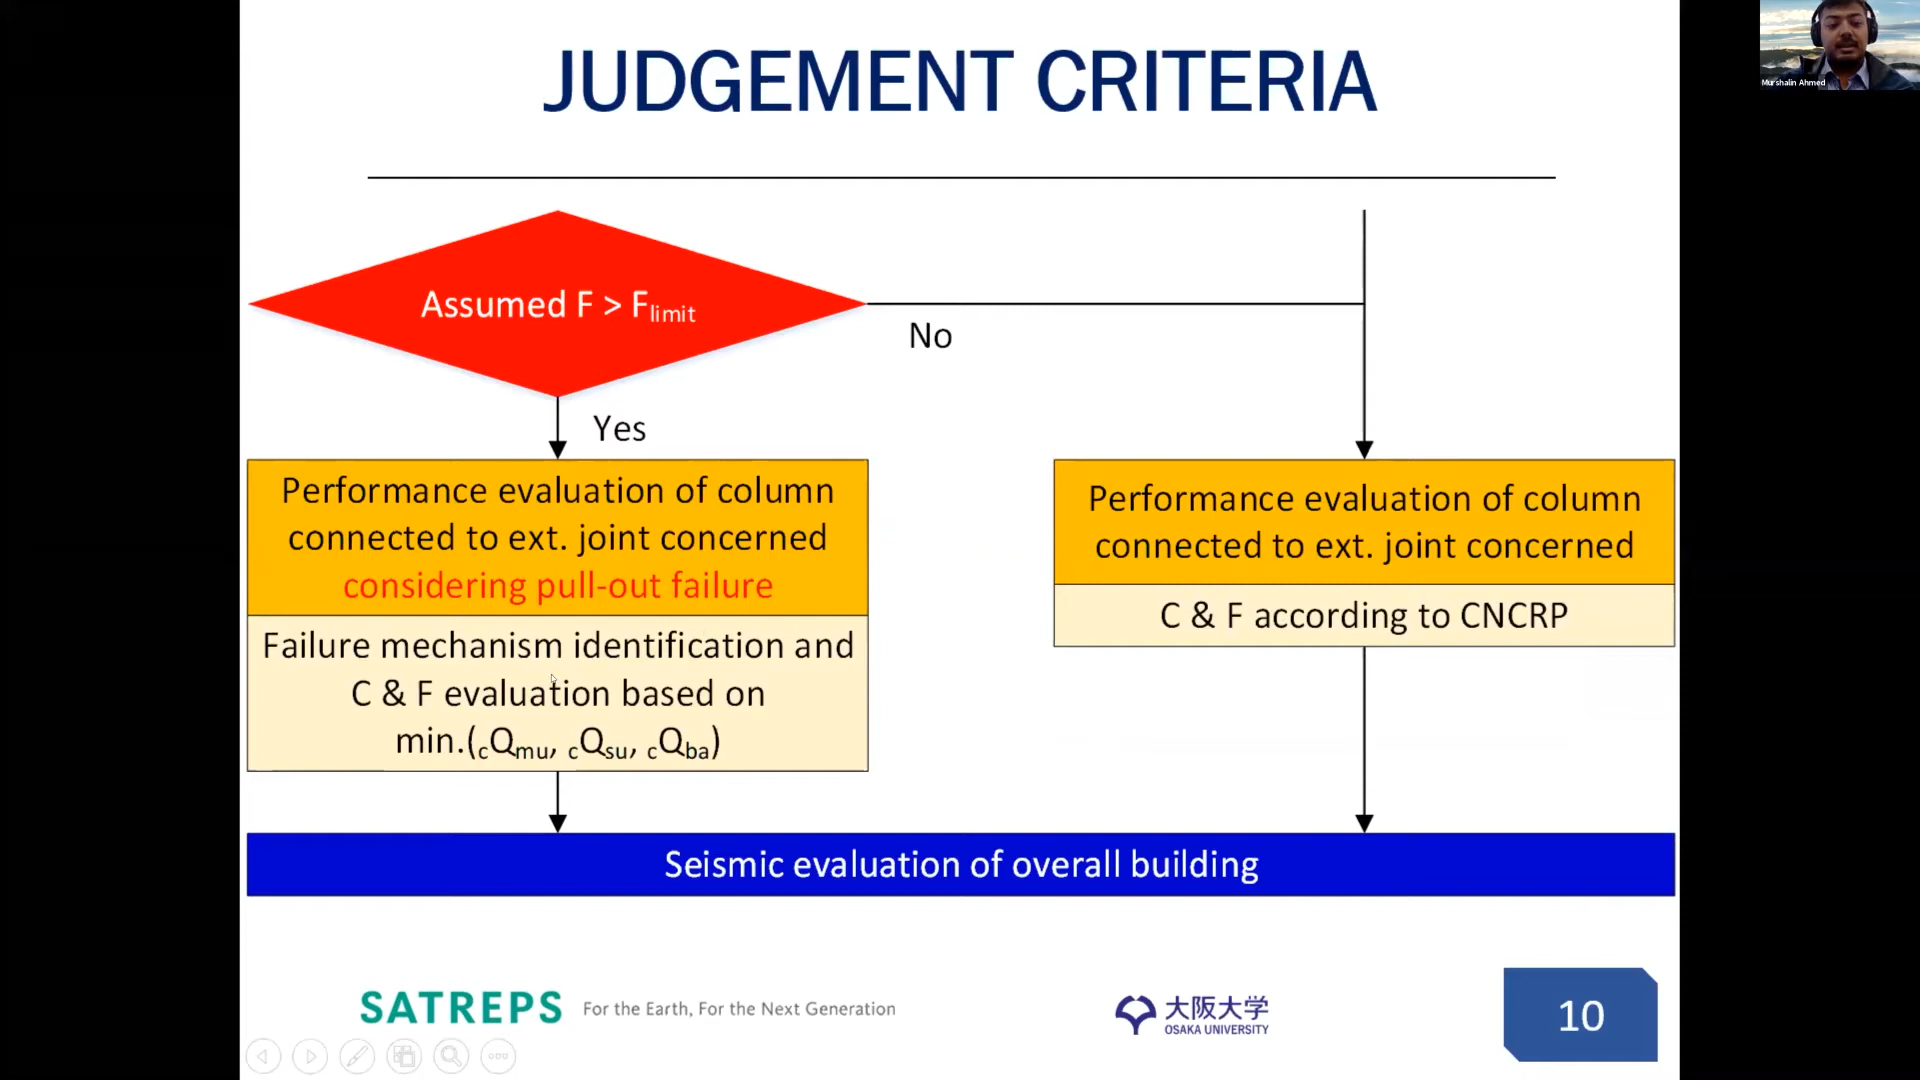 JUDGEMENT CRITERIA
Murshalin Ahmed
Assumed F > Flimit
No
Yes
Performance evaluation of column
connected to ext. joint concerned
considering pull-out failure
Failure mechanism identification and
C & F evaluation based on
min.(cQmu, cQsu, cQba)
Performance evaluation of column
connected to ext. joint concerned
C & F according to CNCRP
Seismic evaluation of overall building
SATREPS For the Earth, For the Next Generation
大阪大学
OSAKA UNIVERSITY
10